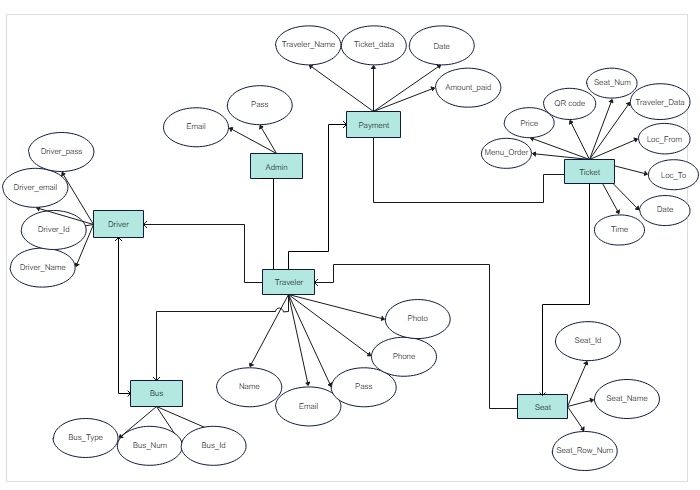 Traveler_Name
Ticket_data
Date
Amount_paid
Payment
Pass
Email
Admin
Seat_Num
QR code
Traveler_Data
Price
Loc_From
Menu_Order
Ticket
Loc_To
Date
Time
Driver_pass
Driver_email
Driver_Id
Driver
Driver_Name
Traveler
Photo
Phone
Name
Pass
Email
Bus
Bus_Type
Bus_Num
Bus_Id
Seat_Id
Seat_Name
Seat
Seat_Row_Num